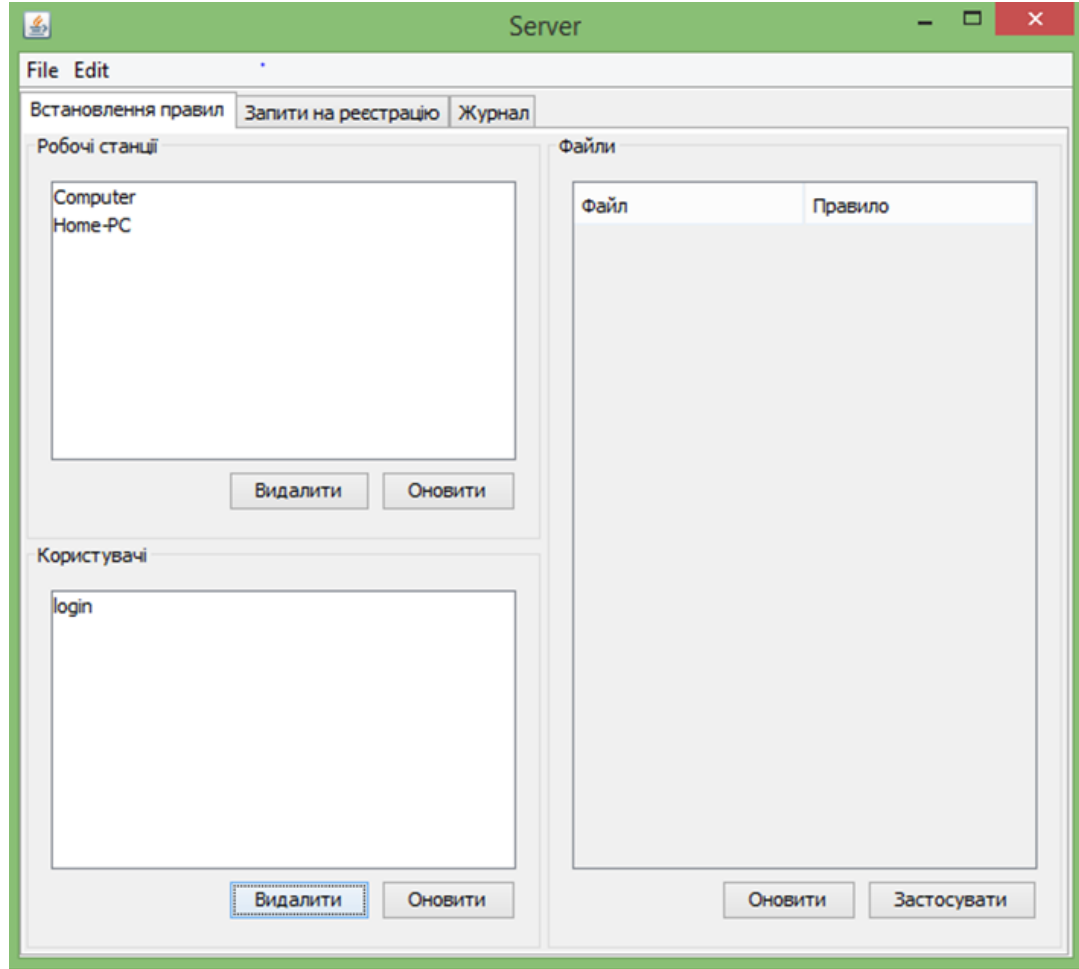 Server
File Edit
Встановлення правил Запити на реєстрацію Журнал
Робочі станції
Computer
Home-PC
Видалити Оновити
Користувачі
login
Видалити Оновити
Файли
Файл Правило
Оновити Застосувати